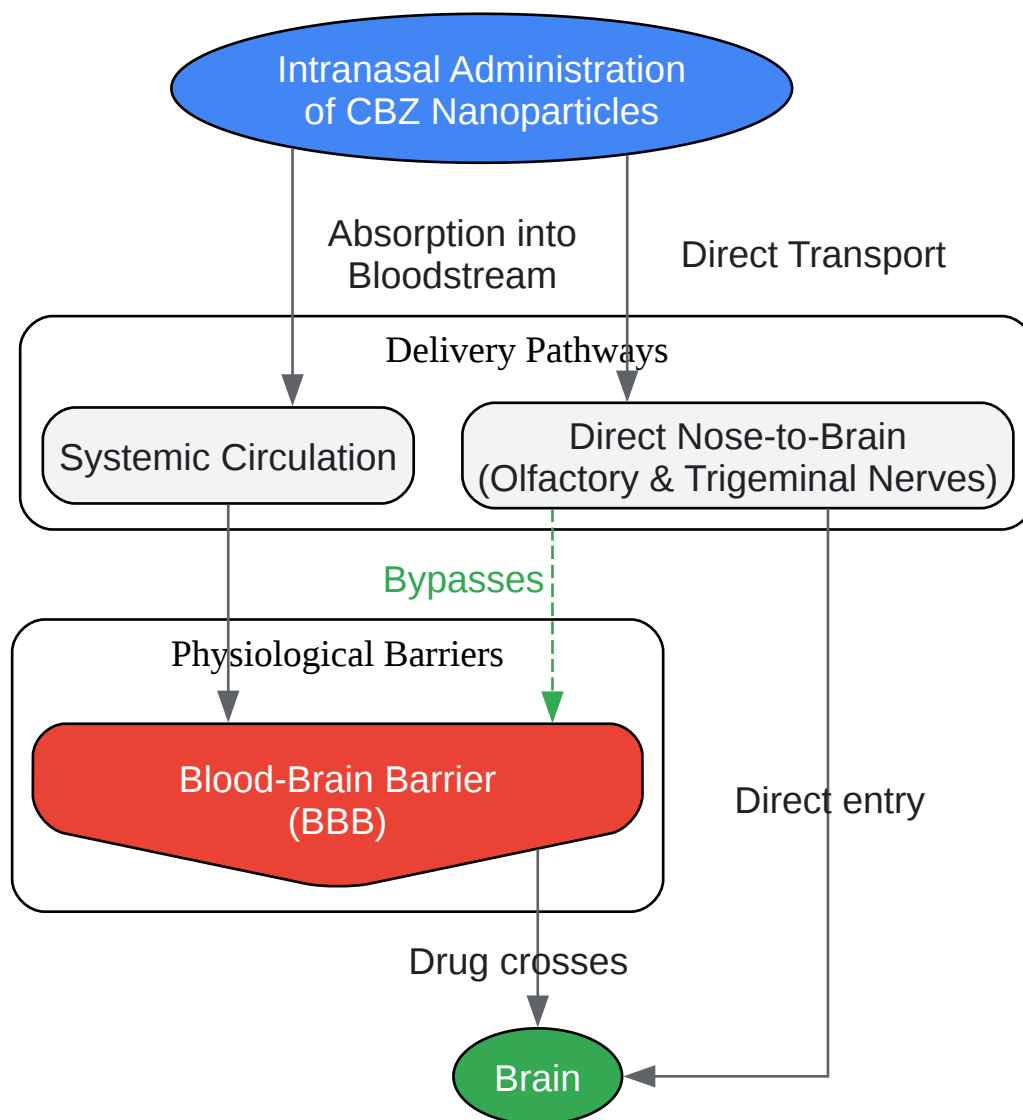 Intranasal Administration
of CBZ Nanoparticles
Absorption into
Bloodstream
Direct Transport
Delivery Pathways
Systemic Circulation
Direct Nose-to-Brain
(Olfactory & Trigeminal Nerves)
Bypasses
Physiological Barriers
Blood-Brain Barrier
(BBB)
Direct entry
Drug crosses
Brain